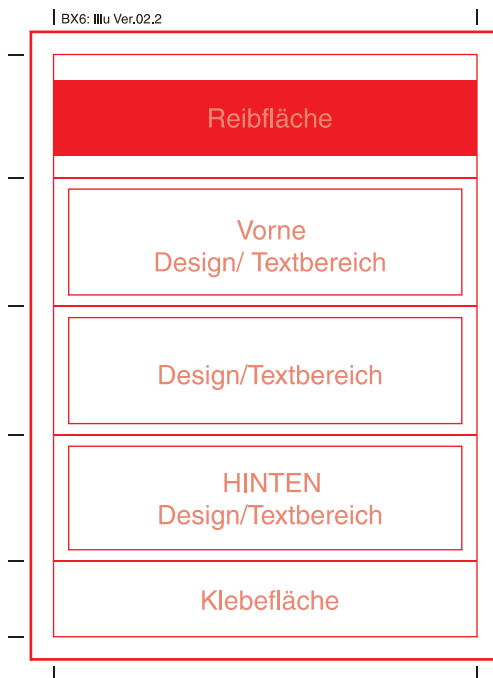 BX6: Illu Ver.02.2
Reibfläche
Vorne
Design/ Textbereich
Design/Textbereich
HINTEN
Design/Textbereich
Klebefläche